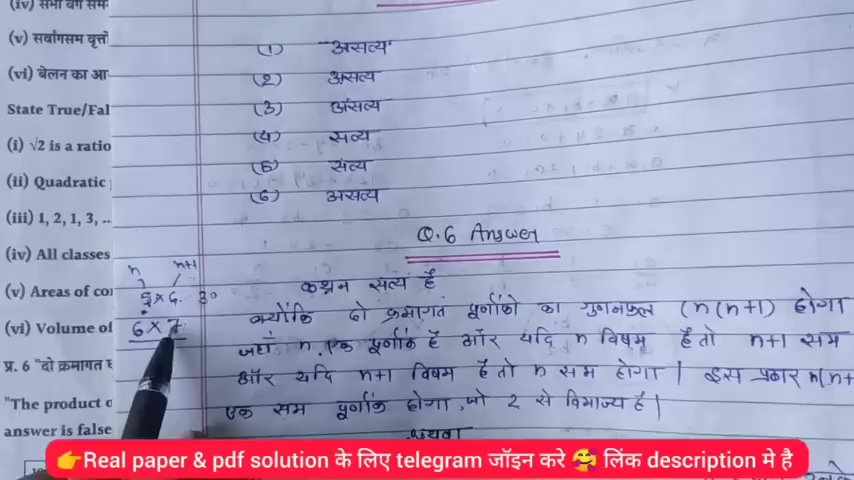 (iv) सभी वर्ग सम
(v) सर्वांगसम वृत्तों
(vi) बेलन का आ
State True/Fal
(i) √2 is a ratio
(ii) Quadratic
(iii) 1, 2, 1, 3, ..
(iv) All classes
(v) Areas of co
(vi) Volume of
प्र. 6 "दो क्रमागत
"The product o
answer is false
(1) असत्य
(2) असत्य
(3) असत्य
(4) सत्य
(5) सत्य
(6) असत्य
Q.6 Answer
n n+1
5×6 30
6×7
कथन सत्य है
क्योंकि दो क्रमागत पूर्णांको का गुणनफल (n(n+1) होगा
जहाँ n एक पूर्णांक है और यदि n विषम है तो n+1 सम
और यदि n+1 विषम है तो n सम होगा | इस प्रकार n(n+
एक सम पूर्णांक होगा, जो 2 से विभाज्य है |
अथवा
👉Real paper & pdf solution के लिए telegram जॉइन करे 🥰 लिंक description मे है